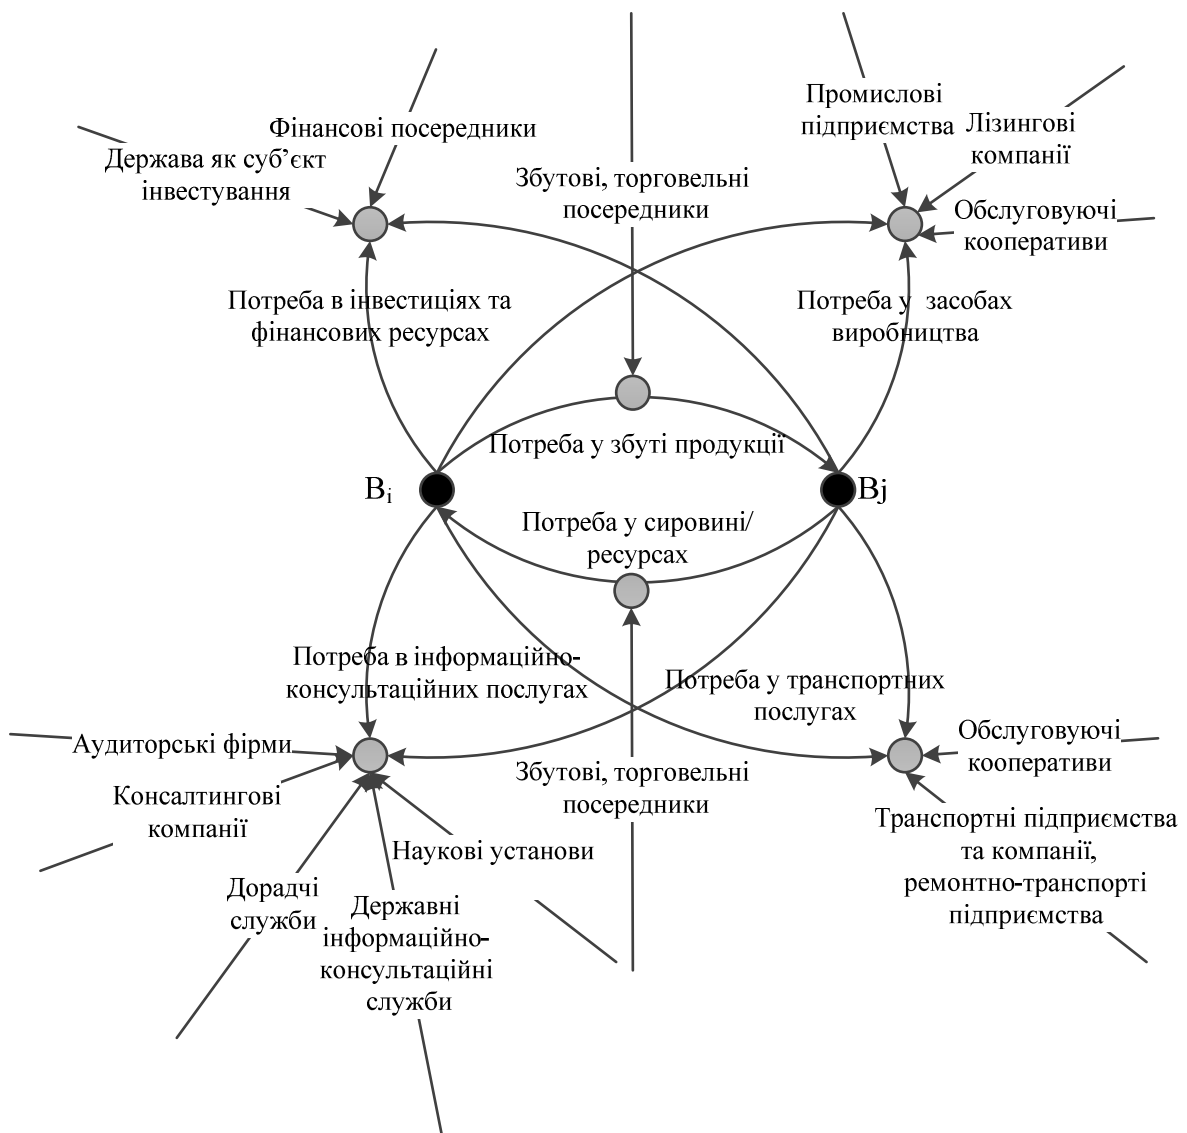 Промислові
підприємства
Фінансові посередники
Лізингові
компанії
Держава як суб’єкт
інвестування
Збутові, торговельні
посередники
Обслуговуючі
кооперативи
Потреба в інвестиціях та
фінансових ресурсах
Потреба у засобах
виробництва
Потреба у збуті продукції
Bᵢ
Bj
Потреба у сировині/
ресурсах
Потреба в інформаційно-
консультаційних послугах
Потреба у транспортних
послугах
Аудиторські фірми
Обслуговуючі
кооперативи
Збутові, торговельні
посередники
Консалтингові
компанії
Транспортні підприємства
та компанії,
ремонтно-транспорті
підприємства
Наукові установи
Дорадчі
служби
Державні
інформаційно-
консультаційні
служби